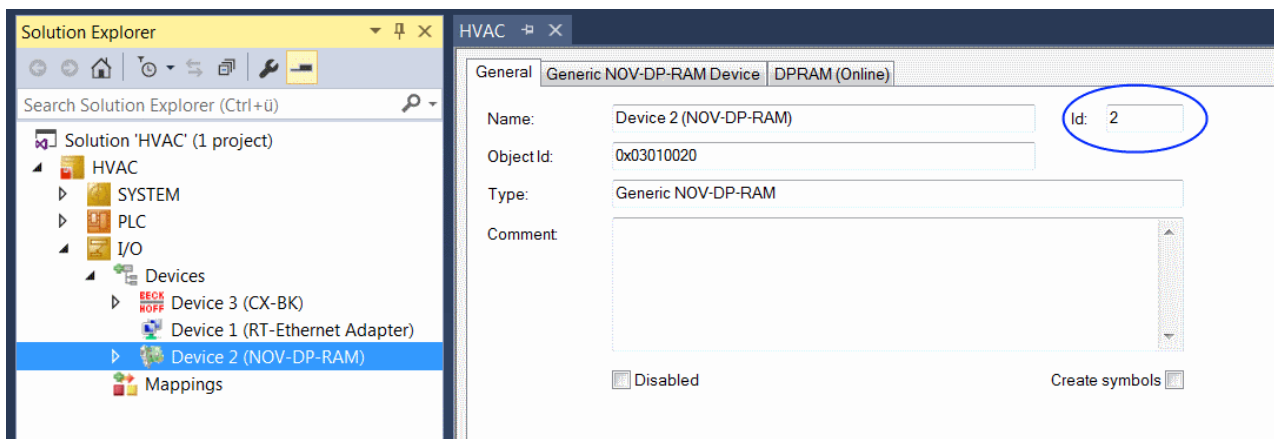 Solution Explorer
Search Solution Explorer (Ctrl+ü)
Solution 'HVAC' (1 project)
HVAC
SYSTEM
PLC
I/O
Devices
BECK
HOFF
Device 3 (CX-BK)
Device 1 (RT-Ethernet Adapter)
Device 2 (NOV-DP-RAM)
Mappings
HVAC
General Generic NOV-DP-RAM Device DPRAM (Online)
Name: Device 2 (NOV-DP-RAM) Id: 2
Object Id: 0x03010020
Type: Generic NOV-DP-RAM
Comment:
Disabled Create symbols